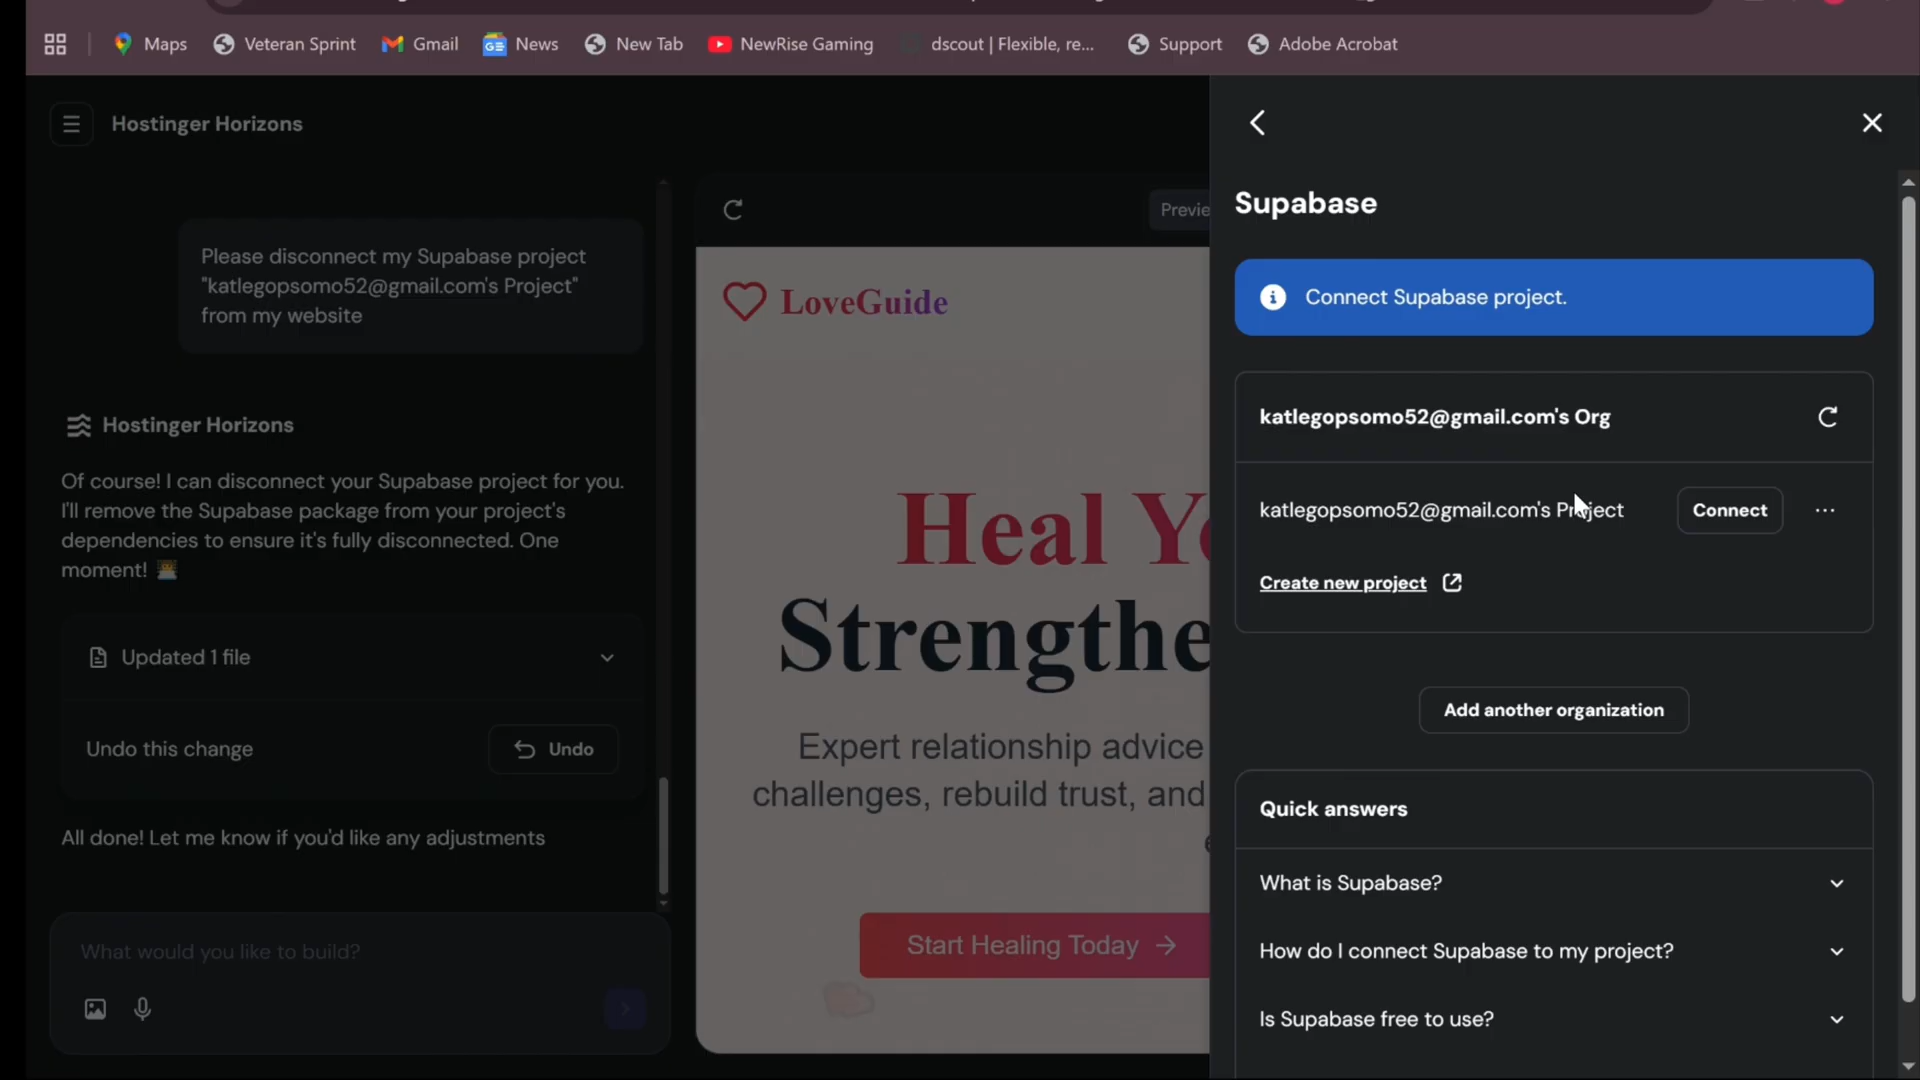 Maps
Veteran Sprint
Gmail
News
New Tab
NewRise Gaming
dscout | Flexible, re...
Support
Adobe Acrobat
Hostinger Horizons
Please disconnect my Supabase project
"katlegopsomo52@gmail.com's Project"
from my website
Hostinger Horizons
Of course! I can disconnect your Supabase project for you.
I'll remove the Supabase package from your project's
dependencies to ensure it's fully disconnected. One
moment!
Updated 1 file
Undo this change
Undo
All done! Let me know if you'd like any adjustments
What would you like to build?
Previe
LoveGuide
Heal Yo
Strengthe
Expert relationship advice
challenges, rebuild trust, and
Start Healing Today
Supabase
Connect Supabase project.
katlegopsomo52@gmail.com's Org
katlegopsomo52@gmail.com's Project
Connect
Create new project
Add another organization
Quick answers
What is Supabase?
How do I connect Supabase to my project?
Is Supabase free to use?